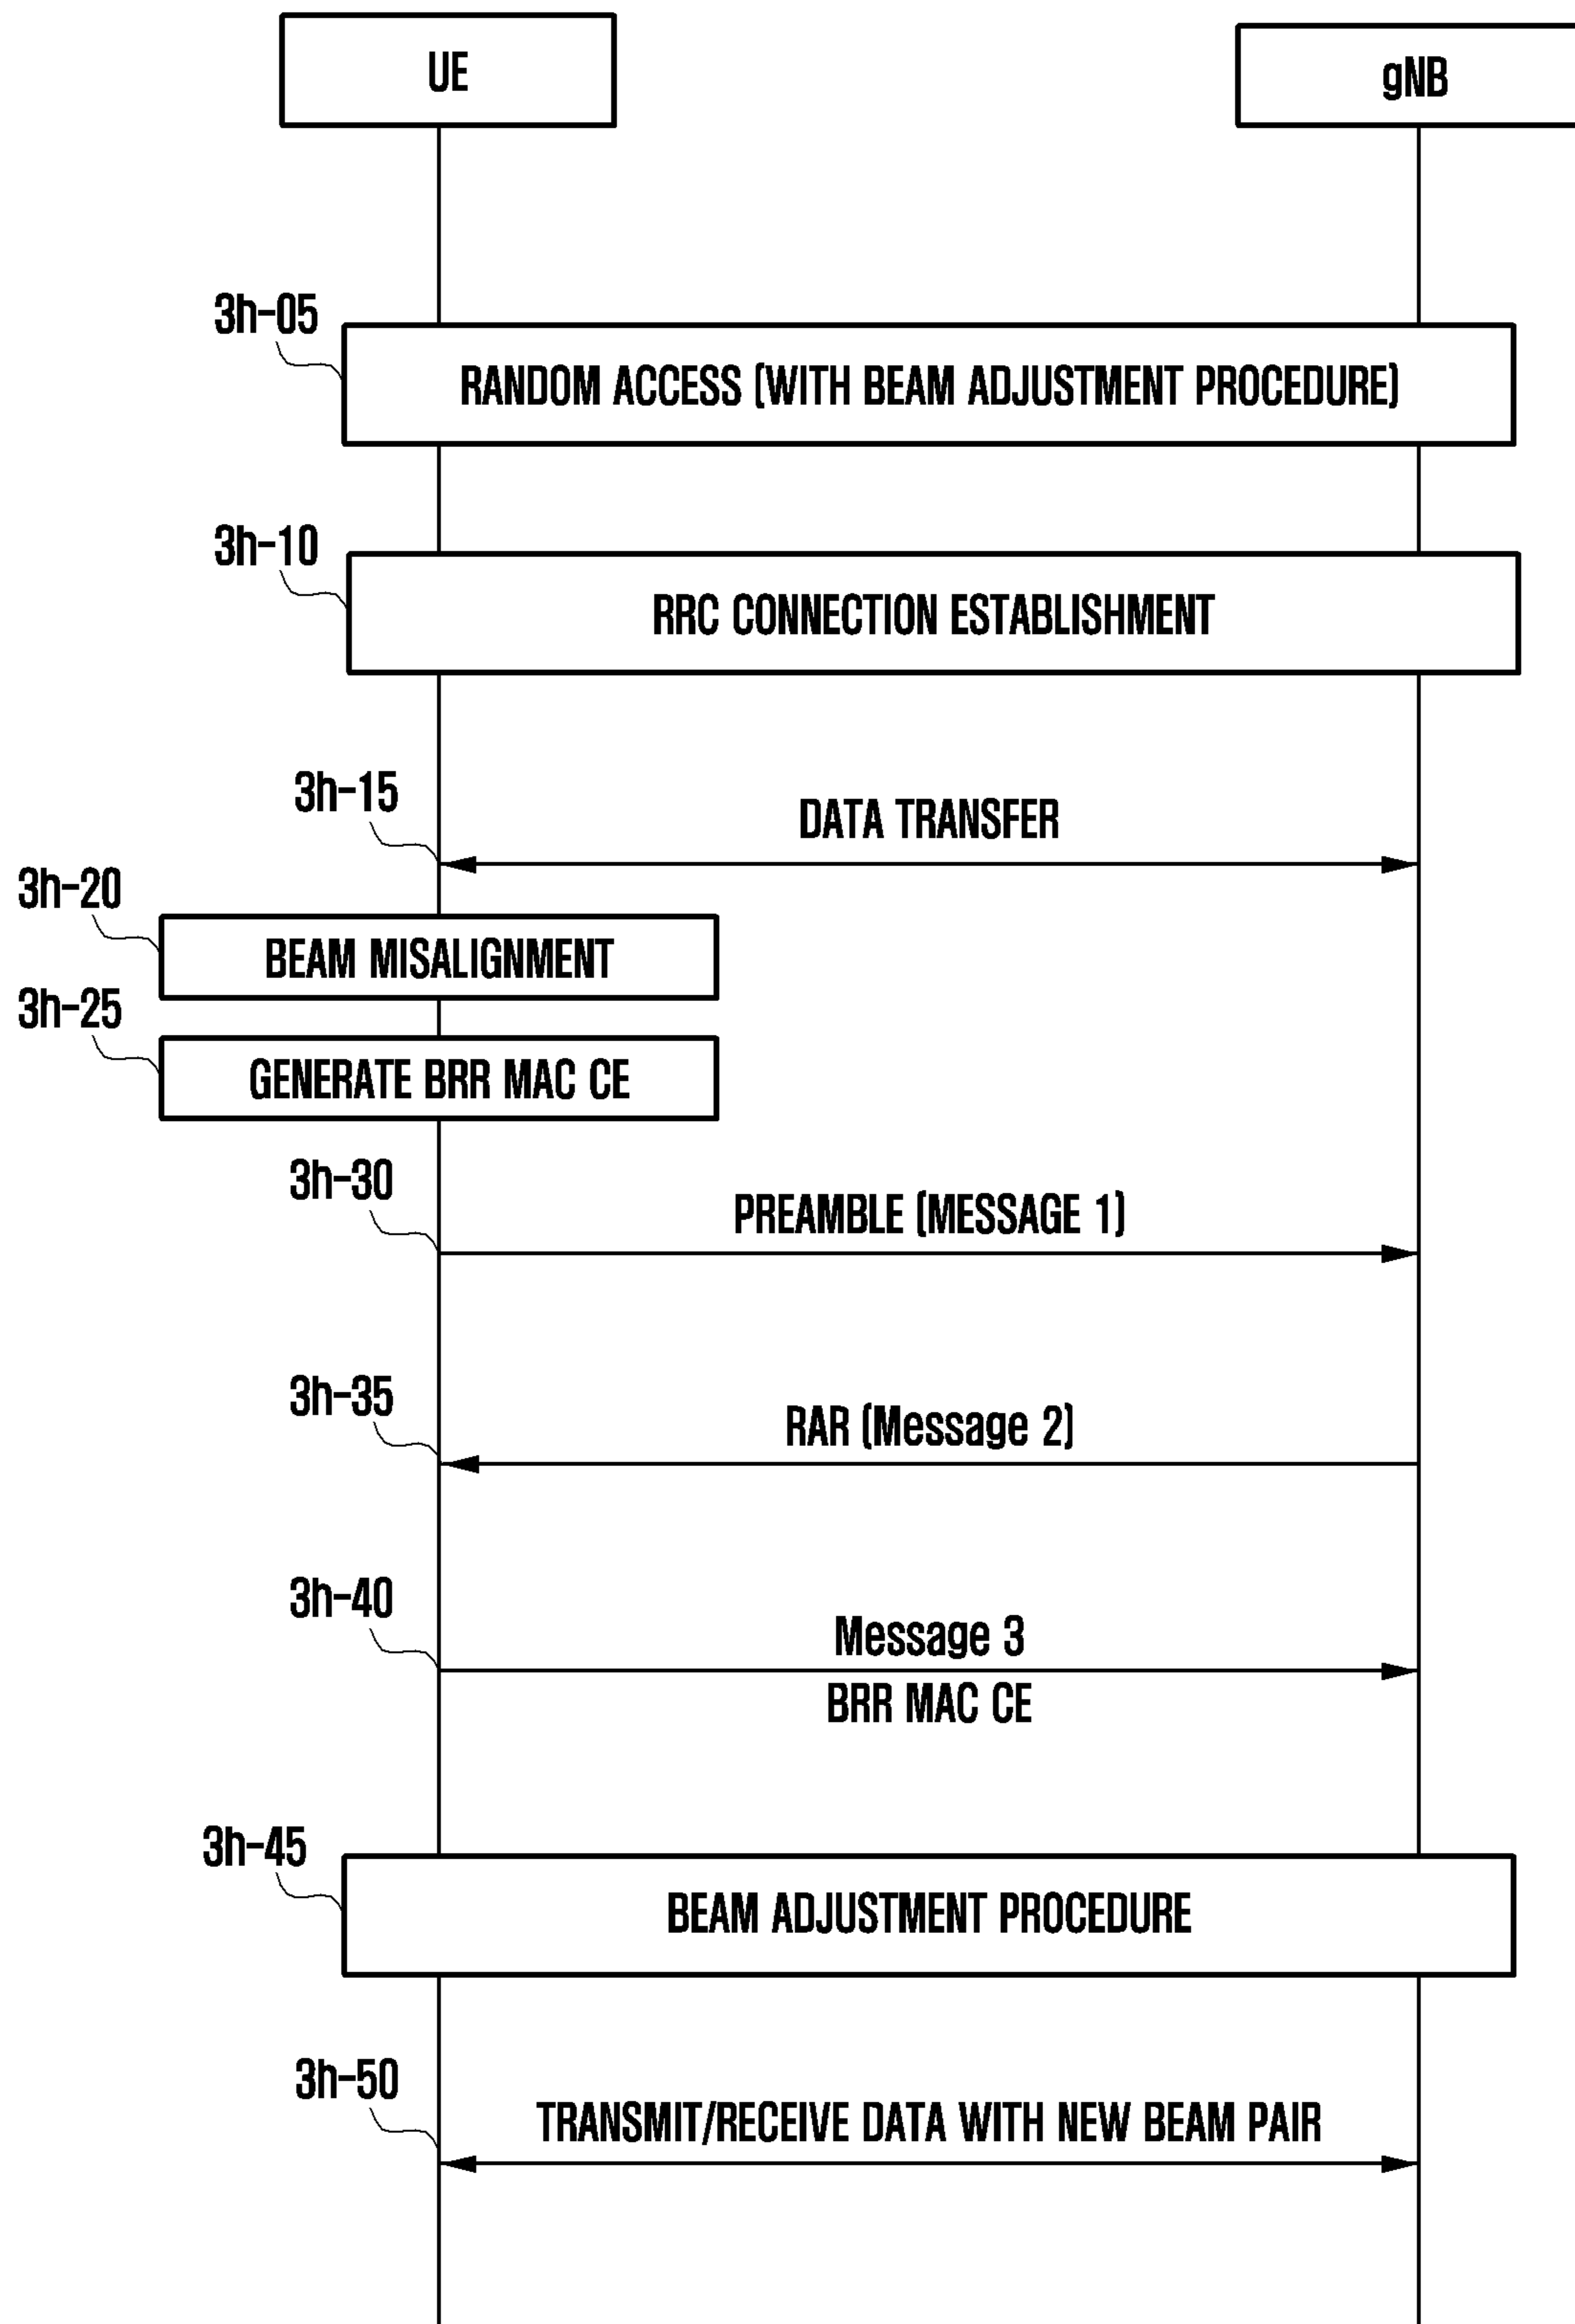 UE
gNB
3h-05
RANDOM ACCESS (WITH BEAM ADJUSTMENT PROCEDURE)
3h-10
RRC CONNECTION ESTABLISHMENT
3h-15
DATA TRANSFER
3h-20
BEAM MISALIGNMENT
3h-25
GENERATE BRR MAC CE
3h-30
PREAMBLE (MESSAGE 1)
3h-35
RAR (Message 2)
3h-40
Message 3
BRR MAC CE
3h-45
BEAM ADJUSTMENT PROCEDURE
3h-50
TRANSMIT/RECEIVE DATA WITH NEW BEAM PAIR